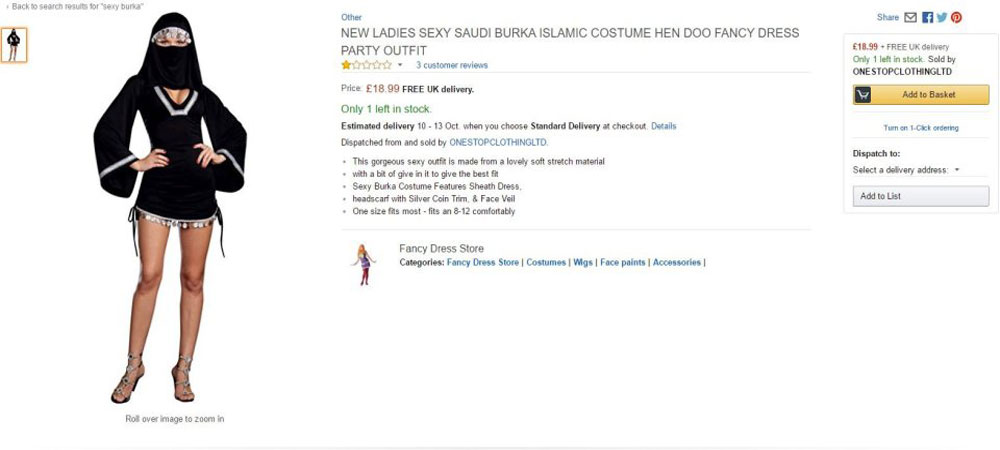 ‹ Back to search results for "sexy burka"
Other
NEW LADIES SEXY SAUDI BURKA ISLAMIC COSTUME HEN DOO FANCY DRESS
PARTY OUTFIT
3 customer reviews
Price: £18.99 FREE UK delivery.
Only 1 left in stock.
Estimated delivery 10 - 13 Oct. when you choose Standard Delivery at checkout. Details
Dispatched from and sold by ONESTOPCLOTHINGLTD.
• This gorgeous sexy outfit is made from a lovely soft stretch material
• with a bit of give in it to give the best fit
• Sexy Burka Costume Features Sheath Dress,
• headscarf with Silver Coin Trim, & Face Veil
• One size fits most - fits an 8-12 comfortably
Fancy Dress Store
Categories: Fancy Dress Store | Costumes | Wigs | Face paints | Accessories |
Roll over image to zoom in
Share
£18.99 + FREE UK delivery
Only 1 left in stock. Sold by
ONESTOPCLOTHINGLTD
Add to Basket
Turn on 1-Click ordering
Dispatch to:
Select a delivery address:
Add to List